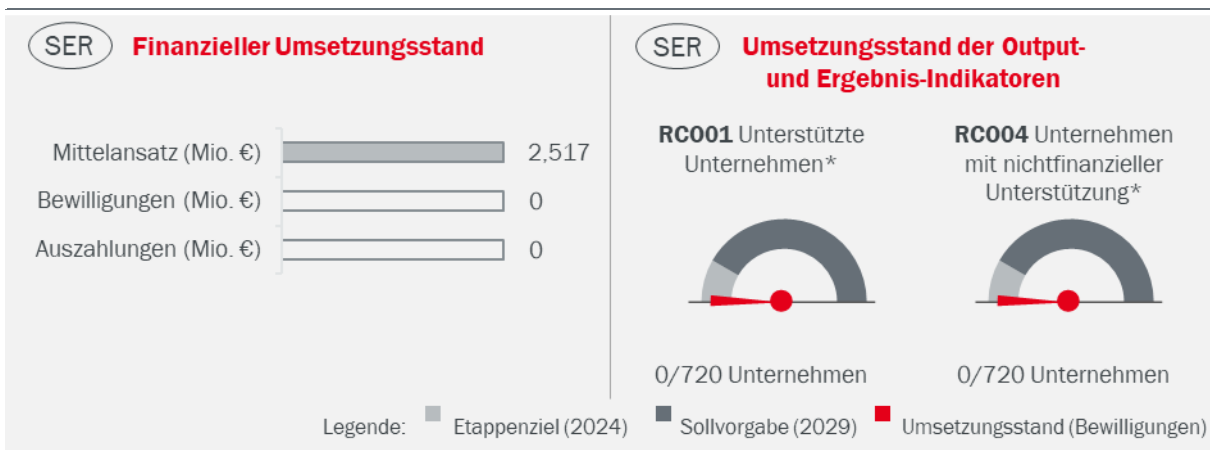 SER
Finanzieller Umsetzungsstand
Mittelansatz (Mio. €) 2,517
Bewilligungen (Mio. €) 0
Auszahlungen (Mio. €) 0
SER
Umsetzungsstand der Output-
und Ergebnis-Indikatoren
RCO01 Unterstützte
Unternehmen*
0/720 Unternehmen
RCO04 Unternehmen
mit nichtfinanzieller
Unterstützung*
0/720 Unternehmen
Legende: Etappenziel (2024) Sollvorgabe (2029) Umsetzungsstand (Bewilligungen)